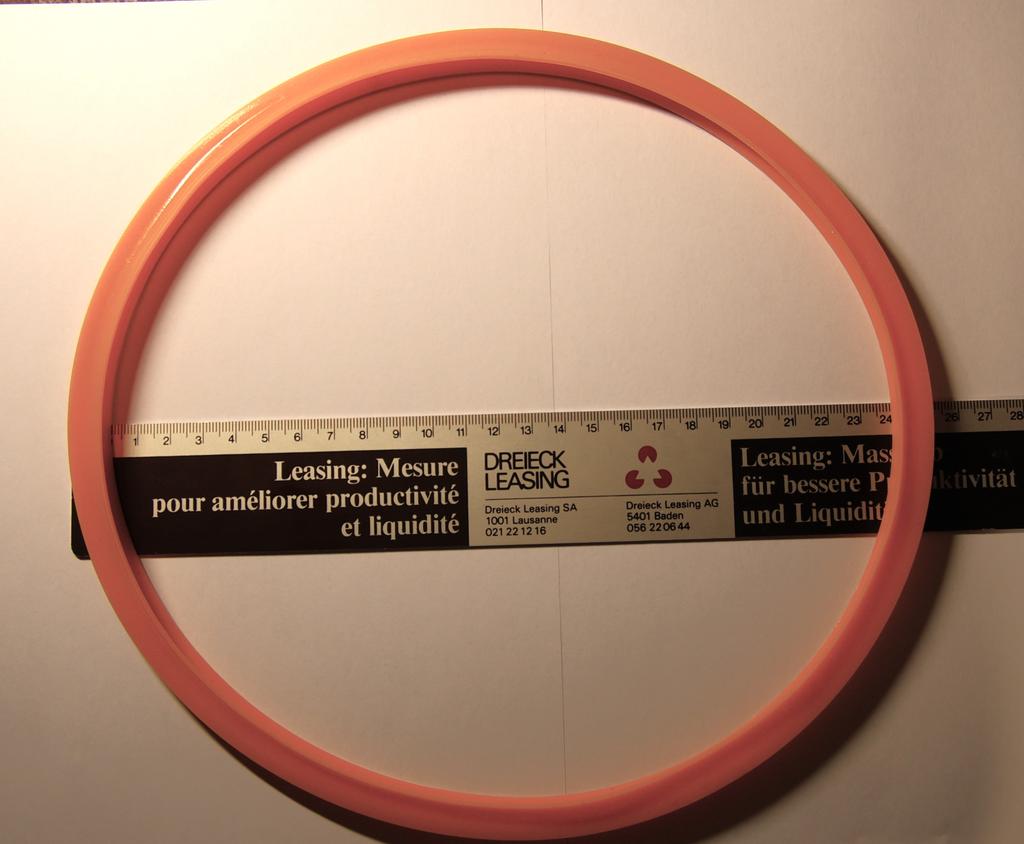 1 2 3 4 5 6 7 8 9 10 11 12 13 14 15 16 17 18 19 20 21 22 23 24 26 27 28
Leasing: Mesure
pour améliorer productivité
et liquidité
DREIECK
LEASING
Dreieck Leasing SA
1001 Lausanne
021 22 12 16
Dreieck Leasing AG
5401 Baden
056 22 06 44
Leasing:
für bessere
und